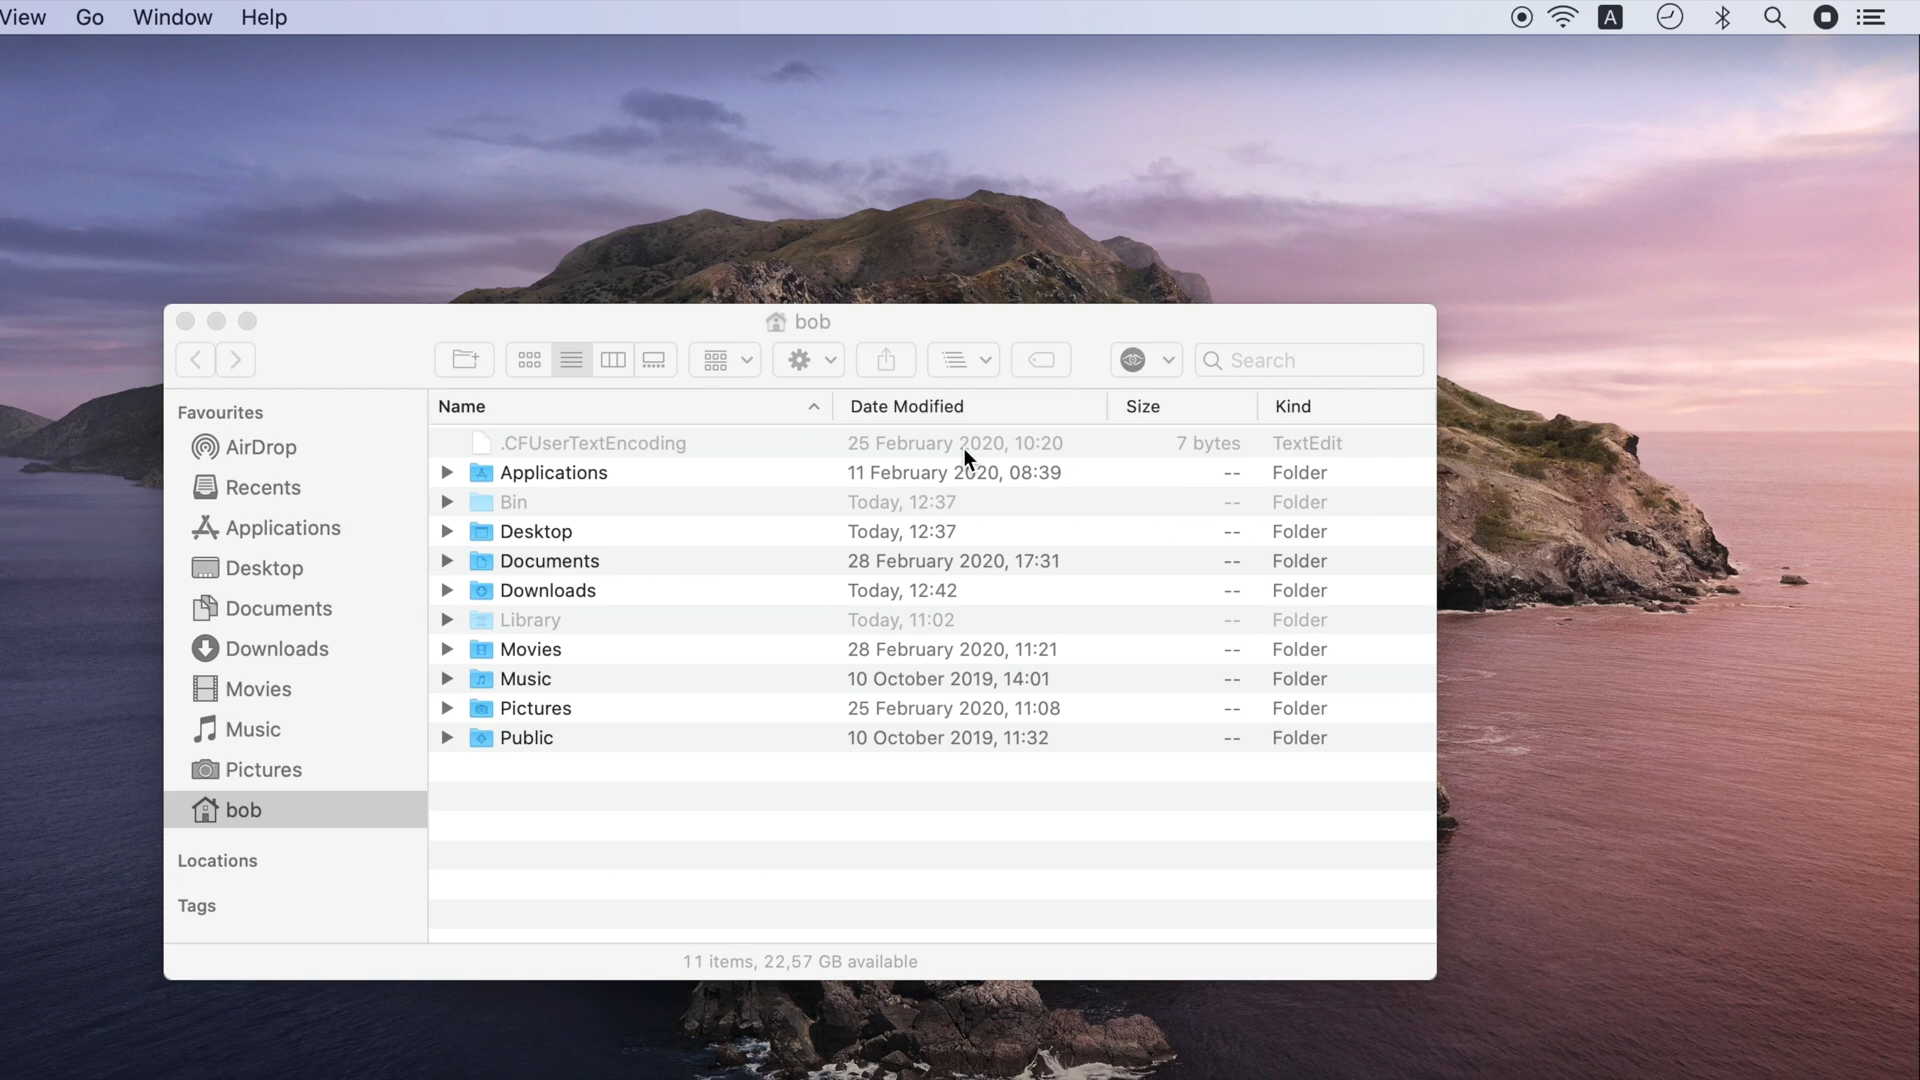 View Go Window Help A
bob
Search
Favourites
AirDrop
Recents
Applications
Desktop
Documents
Downloads
Movies
Music
Pictures
bob
Locations
Tags
Name Date Modified Size Kind
.CFUserTextEncoding 25 February 2020, 10:20 7 bytes TextEdit
Applications 11 February 2020, 08:39 -- Folder
Bin Today, 12:37 -- Folder
Desktop Today, 12:37 -- Folder
Documents 28 February 2020, 17:31 -- Folder
Downloads Today, 12:42 -- Folder
Library Today, 11:02 -- Folder
Movies 28 February 2020, 11:21 -- Folder
Music 10 October 2019, 14:01 -- Folder
Pictures 25 February 2020, 11:08 -- Folder
Public 10 October 2019, 11:32 -- Folder
11 items, 22,57 GB available